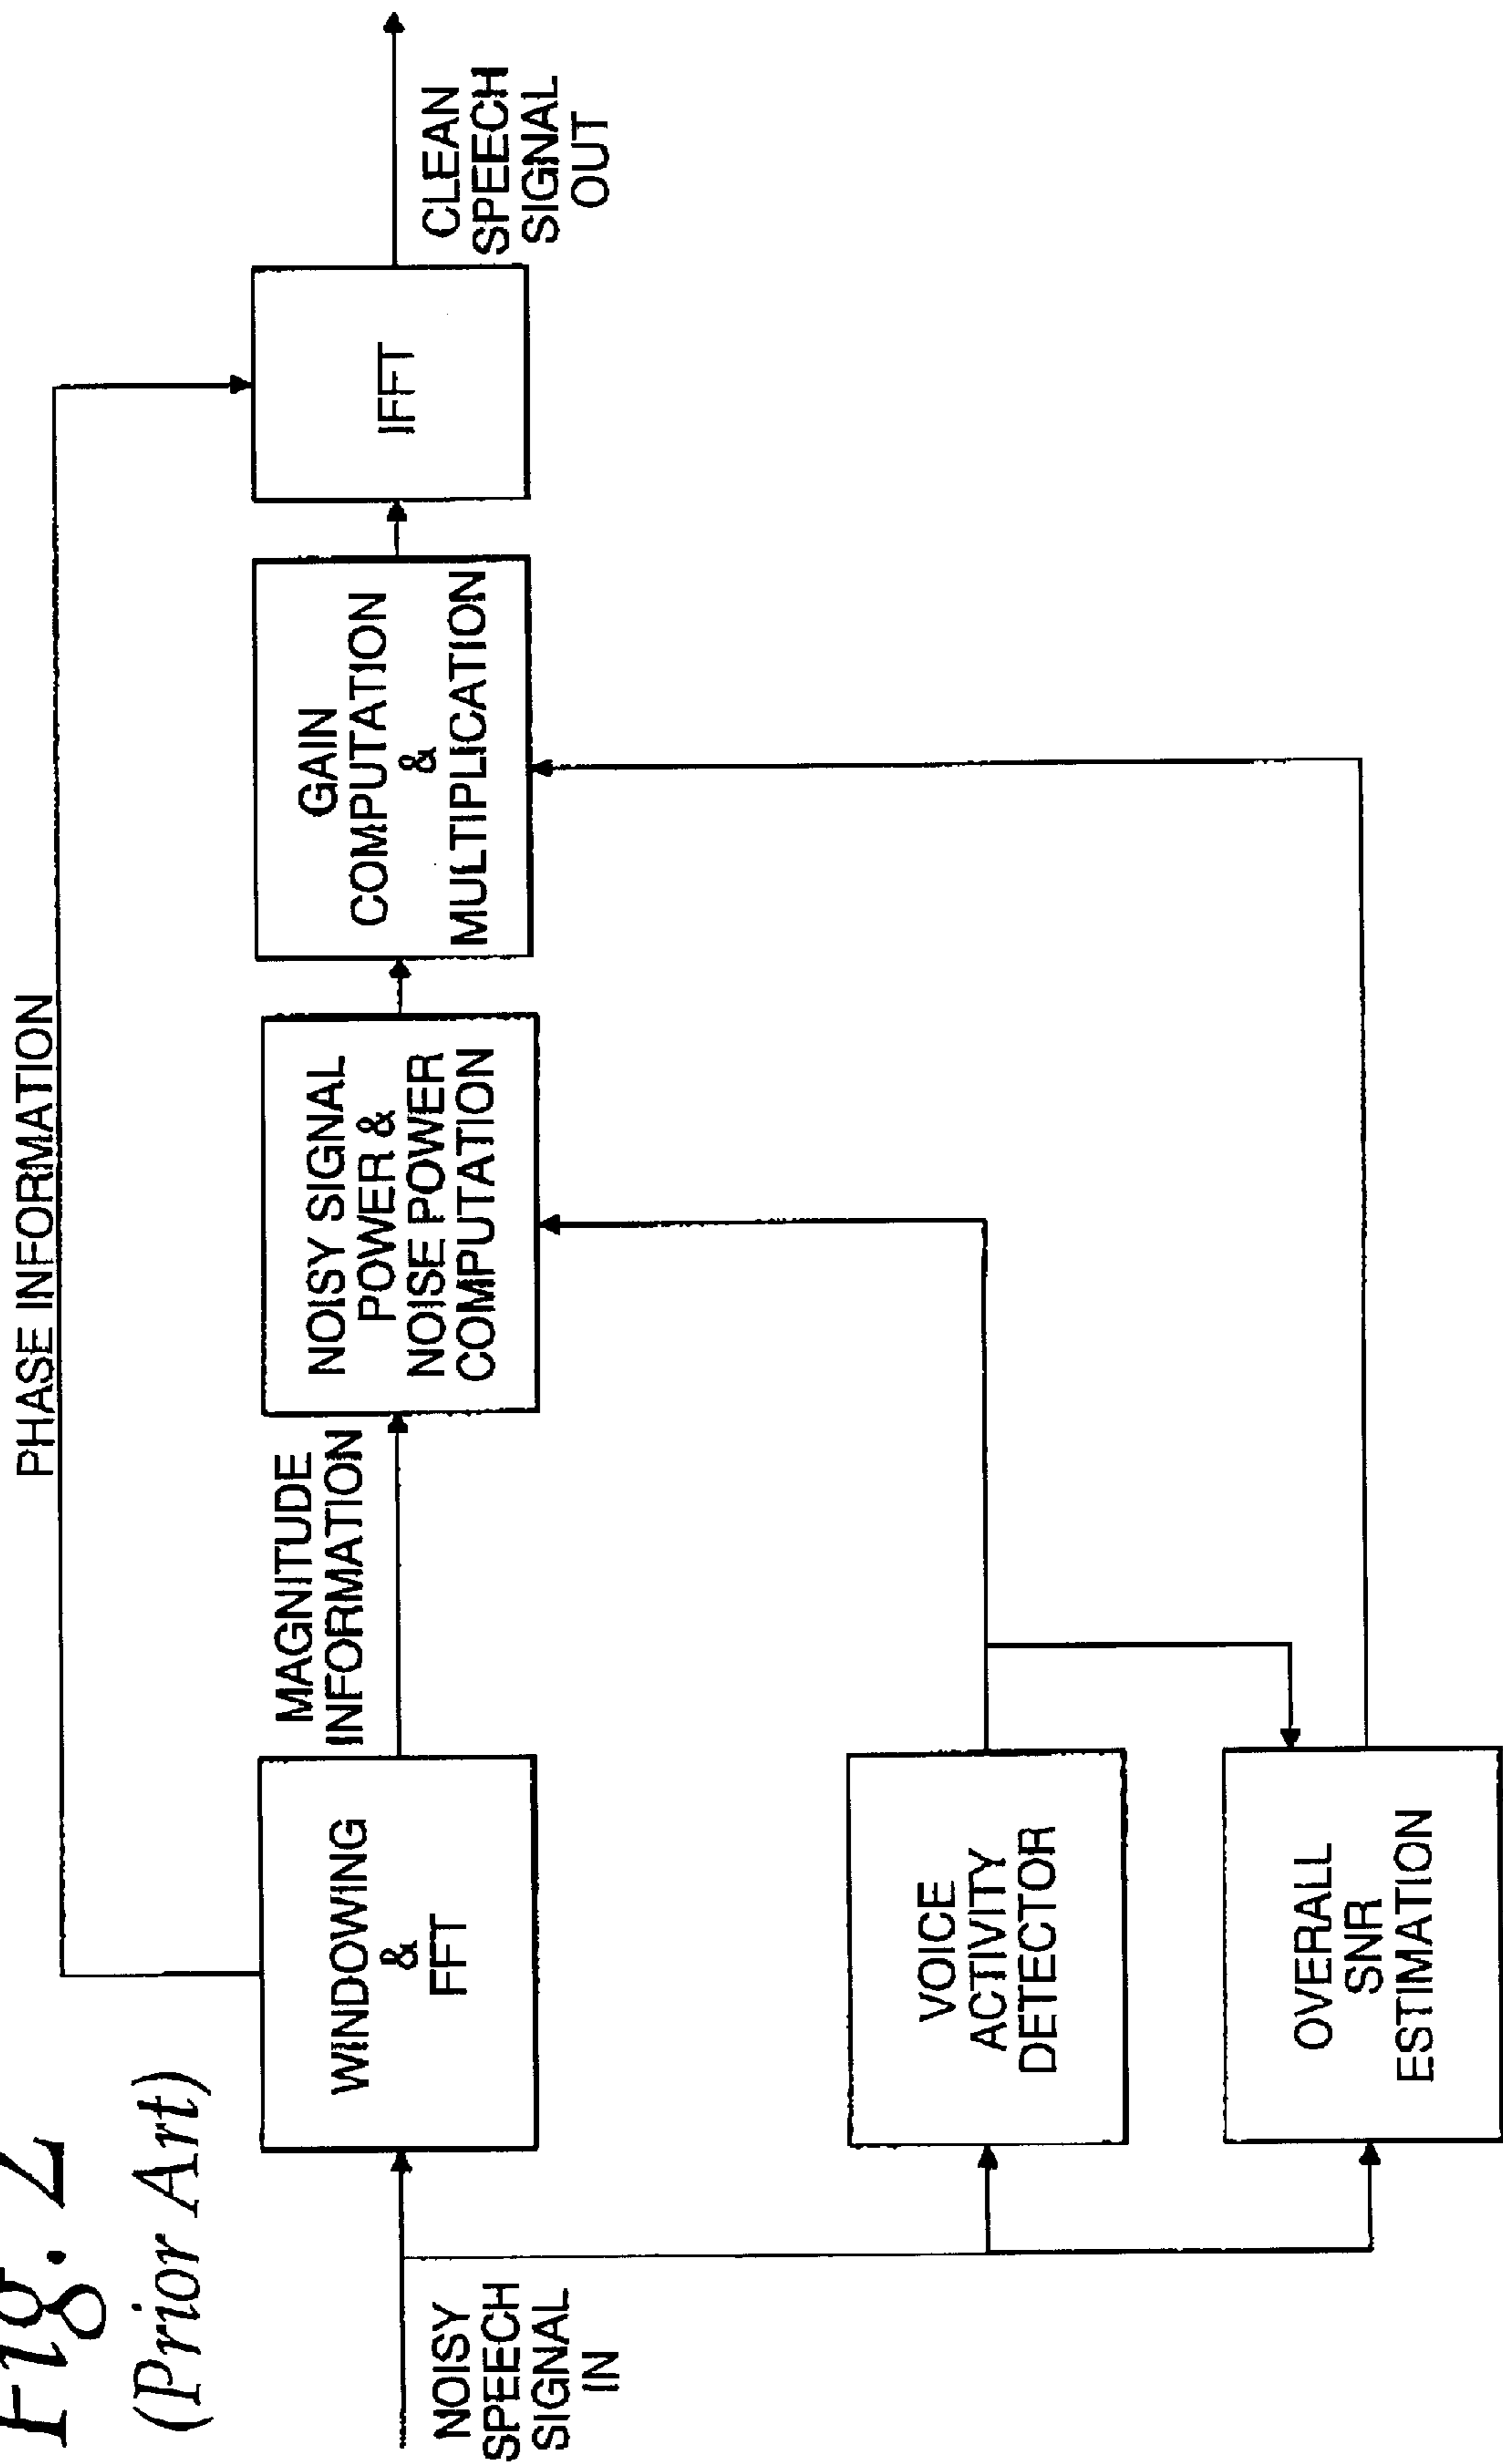 Fig. 2
(Prior Art)
PHASE INFORMATION
NOISY
SPEECH
SIGNAL
IN
WINDOWING
&
FFT
MAGNITUDE
INFORMATION
NOISY SIGNAL
POWER &
NOISE POWER
COMPUTATION
GAIN
COMPUTATION
&
MULTIPLICATION
IFFT
CLEAN
SPEECH
SIGNAL
OUT
VOICE
ACTIVITY
DETECTOR
OVERALL
SNR
ESTIMATION